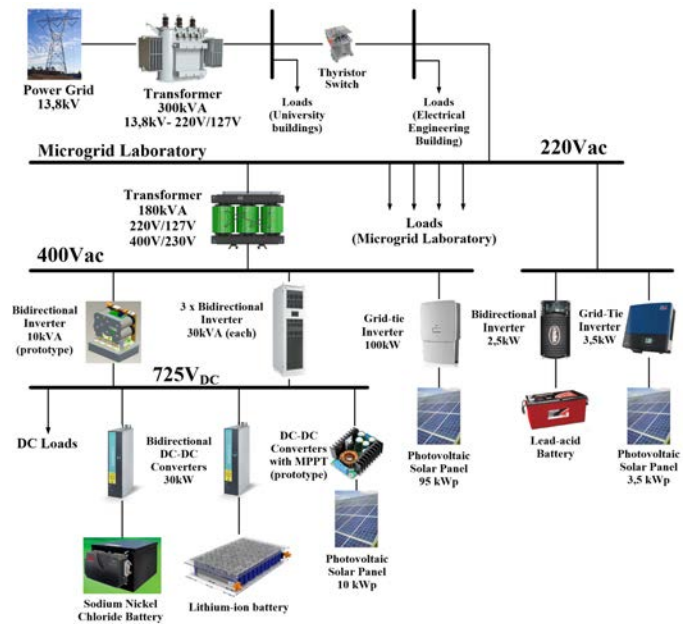 Power Grid
13,8kV
Transformer
300kVA
13,8kV- 220V/127V
Loads
(University
buildings)
Thyristor
Switch
Loads
(Electrical
Engineering
Building)
Microgrid Laboratory
220Vac
Transformer
180kVA
220V/127V
400V/230V
Loads
(Microgrid Laboratory)
400Vac
Bidirectional
Inverter
10kVA
(prototype)
3 x Bidirectional
Inverter
30kVA (each)
Grid-tie
Inverter
100kW
Bidirectional
Inverter
2,5kW
Grid-Tie
Inverter
3,5kW
725VDC
DC Loads
Bidirectional
DC-DC
Converters
30kW
DC-DC
Converters
with MPPT
(prototype)
Photovoltaic
Solar Panel
95 kWp
Lead-acid
Battery
Photovoltaic
Solar Panel
3,5 kWp
Sodium Nickel
Chloride Battery
Lithium-ion battery
Photovoltaic
Solar Panel
10 kWp